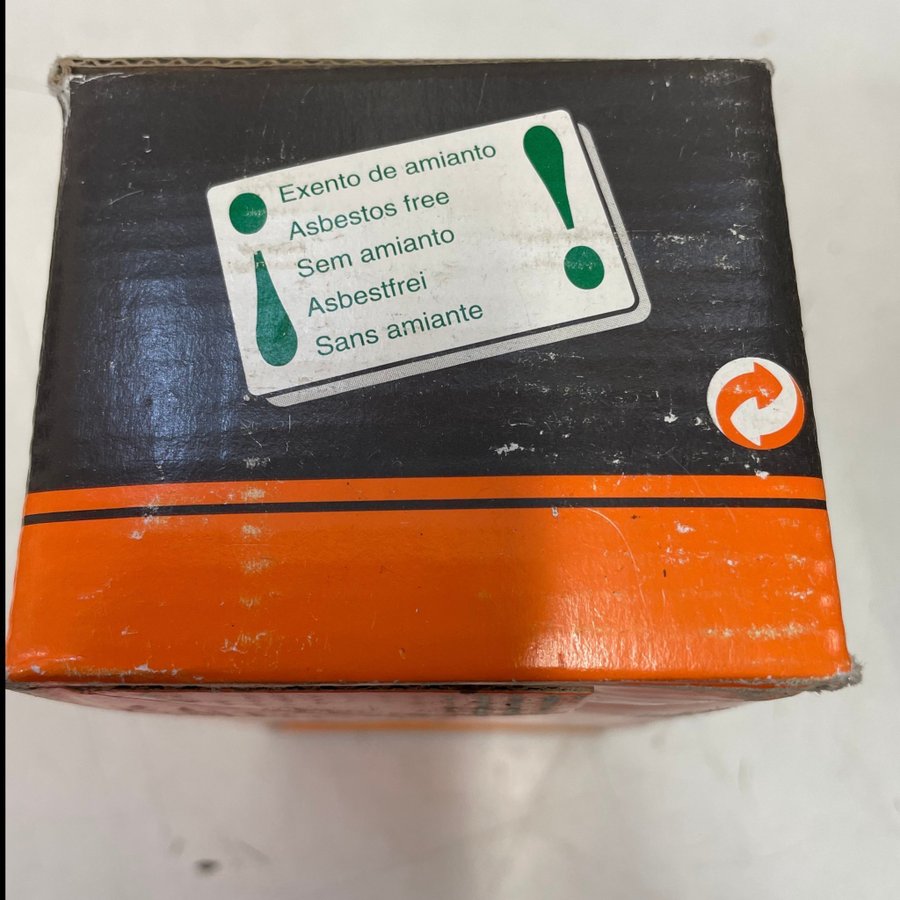 ¡ Exento de amianto !
Asbestos free
Sem amianto
Asbestfrei
Sans amiante